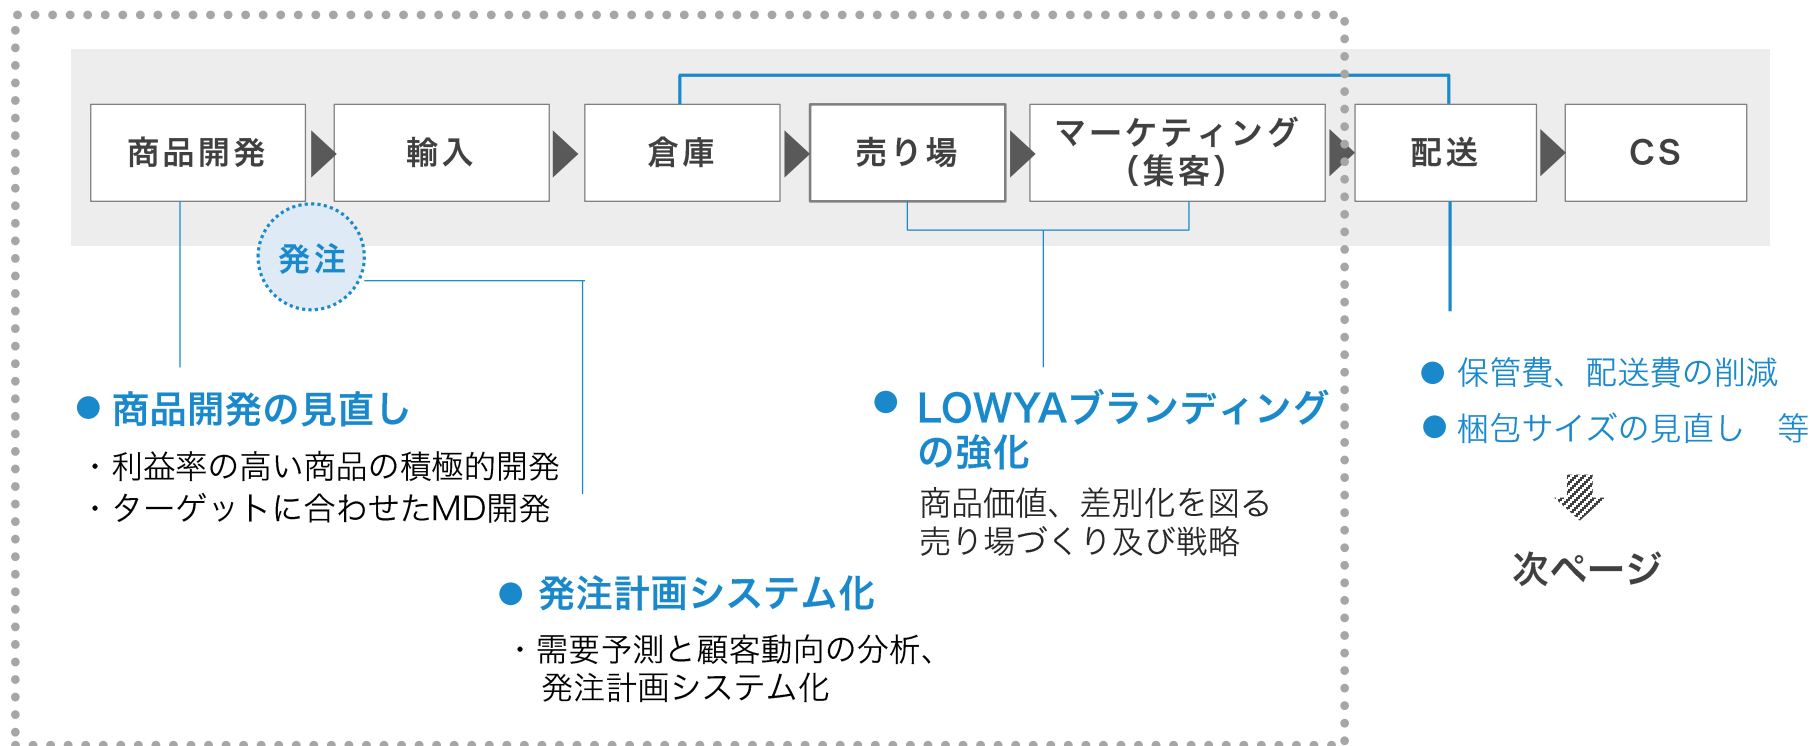 商品開発
輸入
倉庫
売り場
マーケティング
（集客）
配送
CS
発注
● 商品開発の見直し
・利益率の高い商品の積極的開発
・ターゲットに合わせたMD開発
● 発注計画システム化
・需要予測と顧客動向の分析、
発注計画システム化
● LOWYAブランディング
の強化
商品価値、差別化を図る
売り場づくり及び戦略
● 保管費、配送費の削減
● 梱包サイズの見直し　等
次ページ